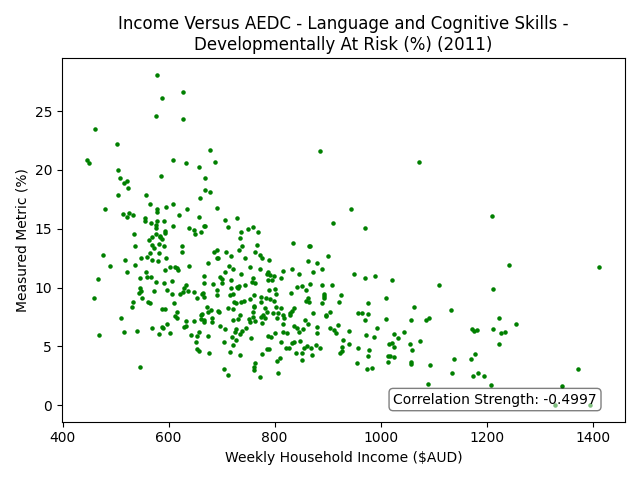 Income Versus AEDC - Language and Cognitive Skills -
Developmentally At Risk (%) (2011)
Measured Metric (%)
25
20
15
10
5
0
Correlation Strength: -0.4997
400
600
800
1000
1200
1400
Weekly Household Income ($AUD)